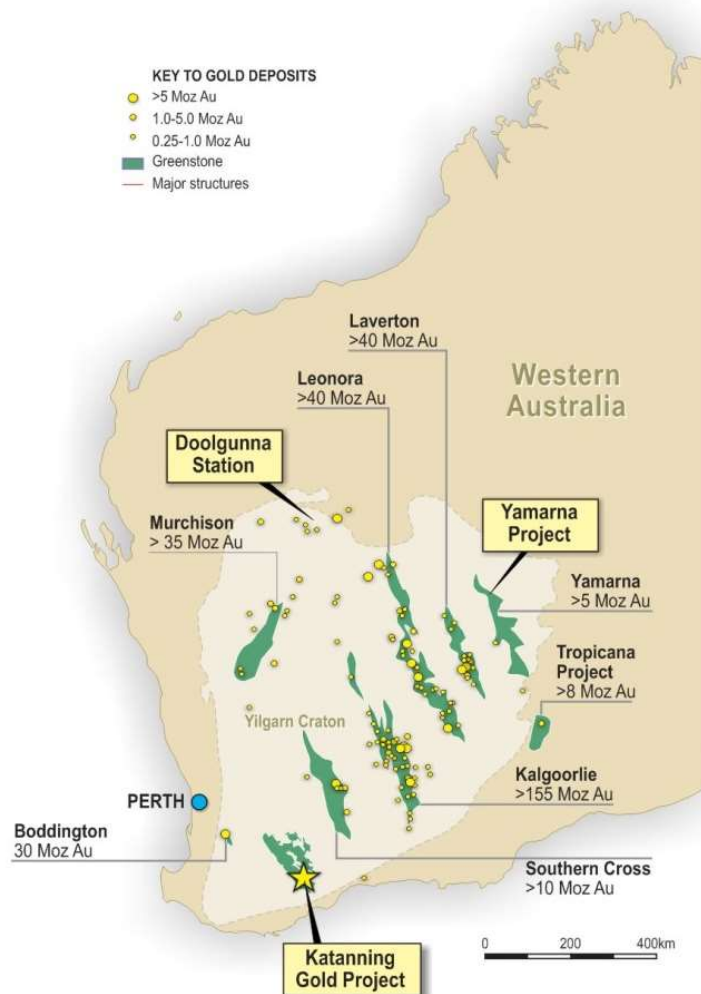 KEY TO GOLD DEPOSITS
>5 Moz Au
1.0-5.0 Moz Au
0.25-1.0 Moz Au
Greenstone
Major structures
Laverton
>40 Moz Au
Leonora
>40 Moz Au
Western
Australia
Doolgunna
Station
Murchison
> 35 Moz Au
Yamarna
Project
Yamarna
>5 Moz Au
Tropicana
Project
>8 Moz Au
Yilgarn Craton
Kalgoorlie
>155 Moz Au
PERTH
Boddington
30 Moz Au
Southern Cross
>10 Moz Au
Katanning
Gold Project
0 200 400km